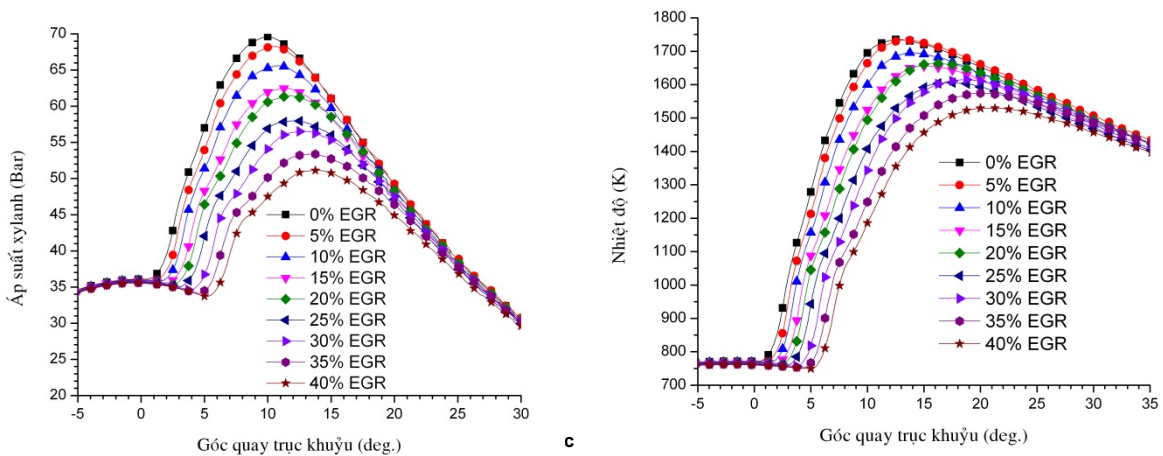 Áp suất xylanh (Bar)
70
65
60
55
50
45
40
35
30
25
20
-5 0 5 10 15 20 25 30
Góc quay trục khuỷu (deg.)
0% EGR
5% EGR
10% EGR
15% EGR
20% EGR
25% EGR
30% EGR
35% EGR
40% EGR
c
Nhiệt độ (K)
1800
1700
1600
1500
1400
1300
1200
1100
1000
900
800
700
-5 0 5 10 15 20 25 30 35
Góc quay trục khuỷu (deg.)
0% EGR
5% EGR
10% EGR
15% EGR
20% EGR
25% EGR
30% EGR
35% EGR
40% EGR